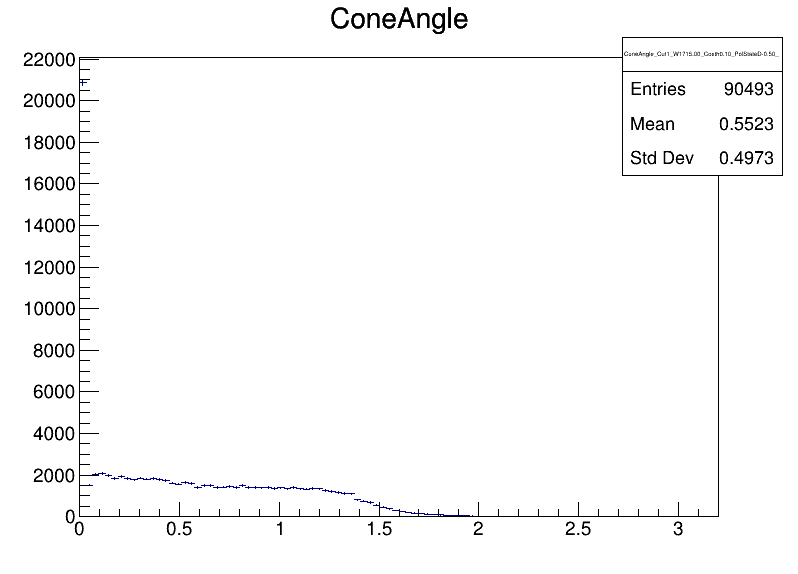 ConeAngle
ConeAngle_Cut1_W1715.00_Costh0.10_PolStateD-0.50_
Entries 90493
Mean 0.5523
Std Dev 0.4973
22000
20000
18000
16000
14000
12000
10000
8000
6000
4000
2000
0
0 0.5 1 1.5 2 2.5 3